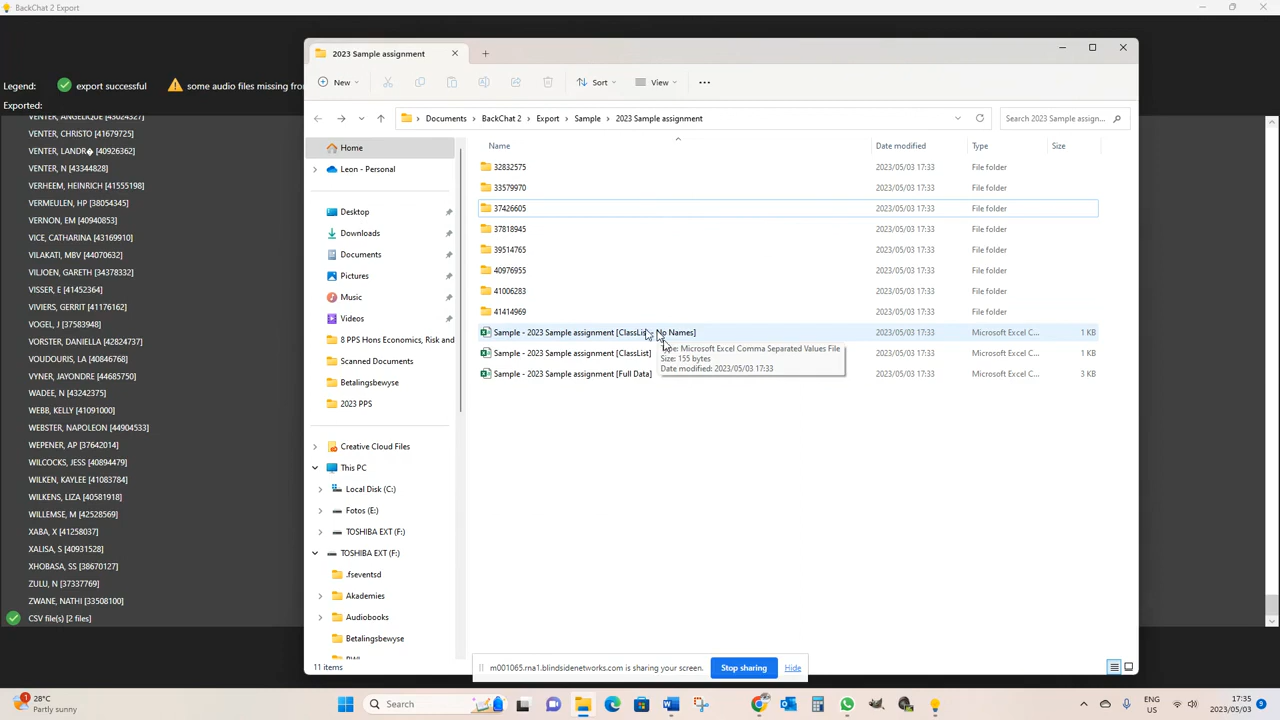 BackChat 2 Export
Legend:
export successful
some audio files missing fro
Exported:
VENTER, ANGELIQUE [43024327]
VENTER, CHRISTO [41679725]
VENTER, LANDR� [40926362]
VENTER, N [43344828]
VERHEEM, HEINRICH [41555198]
VERMEULEN, HP [38054345]
VERNON, EM [40940853]
VICE, CATHARINA [43169910]
VILAKATI, MBV [44070632]
VILJOEN, GARETH [34378332]
VISSER, E [41452364]
VIVIERS, GERRIT [41176162]
VOGEL, J [37583948]
VORSTER, DANIELLA [42824737]
VOUDOURIS, LA [40846768]
VYNER, JAYONDRE [44685750]
WADEE, N [43242375]
WEBB, KELLY [41091000]
WEBSTER, NAPOLEON [44904533]
WEPENER, AP [37642014]
WILCOCKS, JESS [40894479]
WILKEN, KAYLEE [41083784]
WILKENS, LIZA [40581918]
WILLEMSE, M [42528569]
XABA, X [41258037]
XALISA, S [40931528]
XHOBASA, SS [38670127]
ZULU, N [37337769]
ZWANE, NATHI [33508100]
CSV file(s) [2 files]
2023 Sample assignment
New
Sort
View
Documents > BackChat 2 > Export > Sample > 2023 Sample assignment
Search 2023 Sample assign...
Home
Leon - Personal
Desktop
Downloads
Documents
Pictures
Music
Videos
8 PPS Hons Economics, Risk and
Scanned Documents
Betalingsbewyse
2023 PPS
Creative Cloud Files
This PC
Local Disk (C:)
Fotos (E:)
TOSHIBA EXT (F:)
TOSHIBA EXT (F:)
.fseventsd
Akademies
Audiobooks
Betalingsbewyse
Name Date modified Type Size
32832575 2023/05/03 17:33 File folder
33579970 2023/05/03 17:33 File folder
37426605 2023/05/03 17:33 File folder
37818945 2023/05/03 17:33 File folder
39514765 2023/05/03 17:33 File folder
40976955 2023/05/03 17:33 File folder
41006283 2023/05/03 17:33 File folder
41414969 2023/05/03 17:33 File folder
Sample - 2023 Sample assignment [ClassList - No Names] 2023/05/03 17:33 Microsoft Excel C... 1 KB
Sample - 2023 Sample assignment [ClassList] 2023/05/03 17:33 Microsoft Excel C... 1 KB
Sample - 2023 Sample assignment [Full Data] 2023/05/03 17:33 Microsoft Excel C... 3 KB
Type: Microsoft Excel Comma Separated Values File
Size: 155 bytes
Date modified: 2023/05/03 17:33
11 items
m001065.rna1.blindsidenetworks.com is sharing your screen.
Stop sharing
Hide
28°C
Partly sunny
Search
ENG
US
17:35
2023/05/03